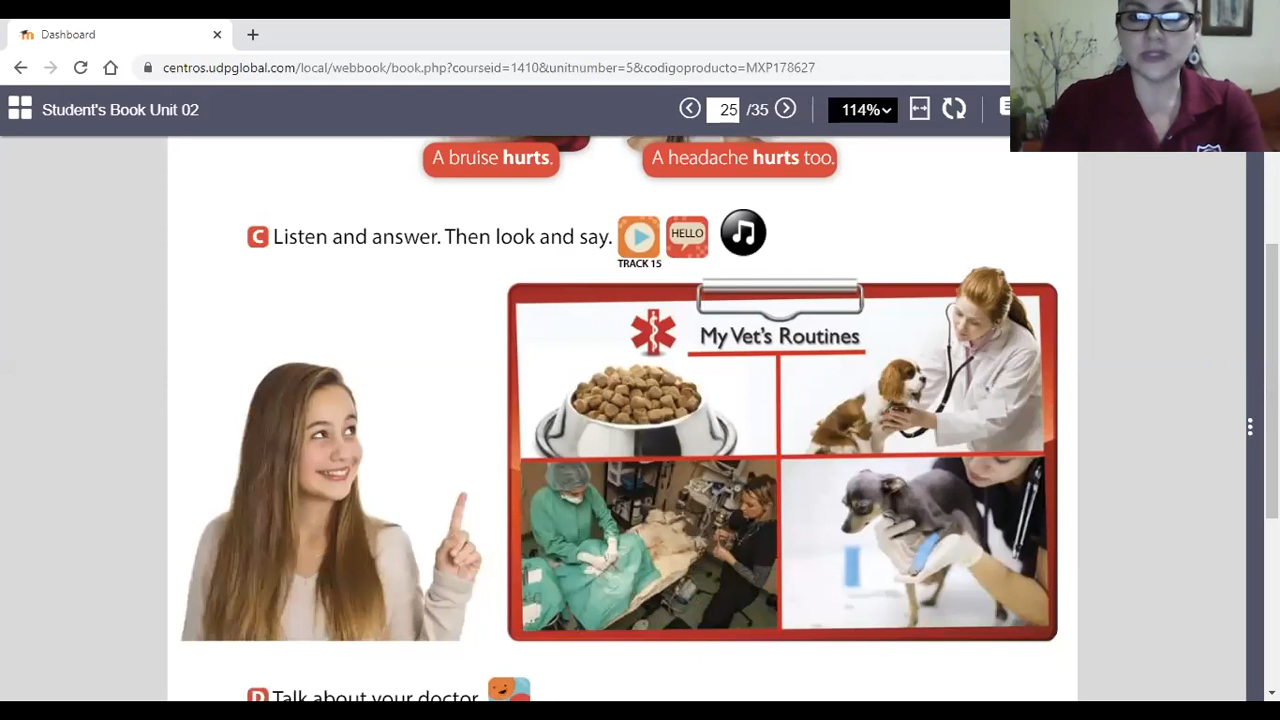 Dashboard
centros.udpglobal.com/local/webbook/book.php?courseid=1410&unitnumber=5&codigoproducto=MXP178627
Student's Book Unit 02
25 /35
114%
A bruise hurts.
A headache hurts too.
C Listen and answer. Then look and say.
HELLO
TRACK 15
My Vet's Routines
D Talk about your doctor.